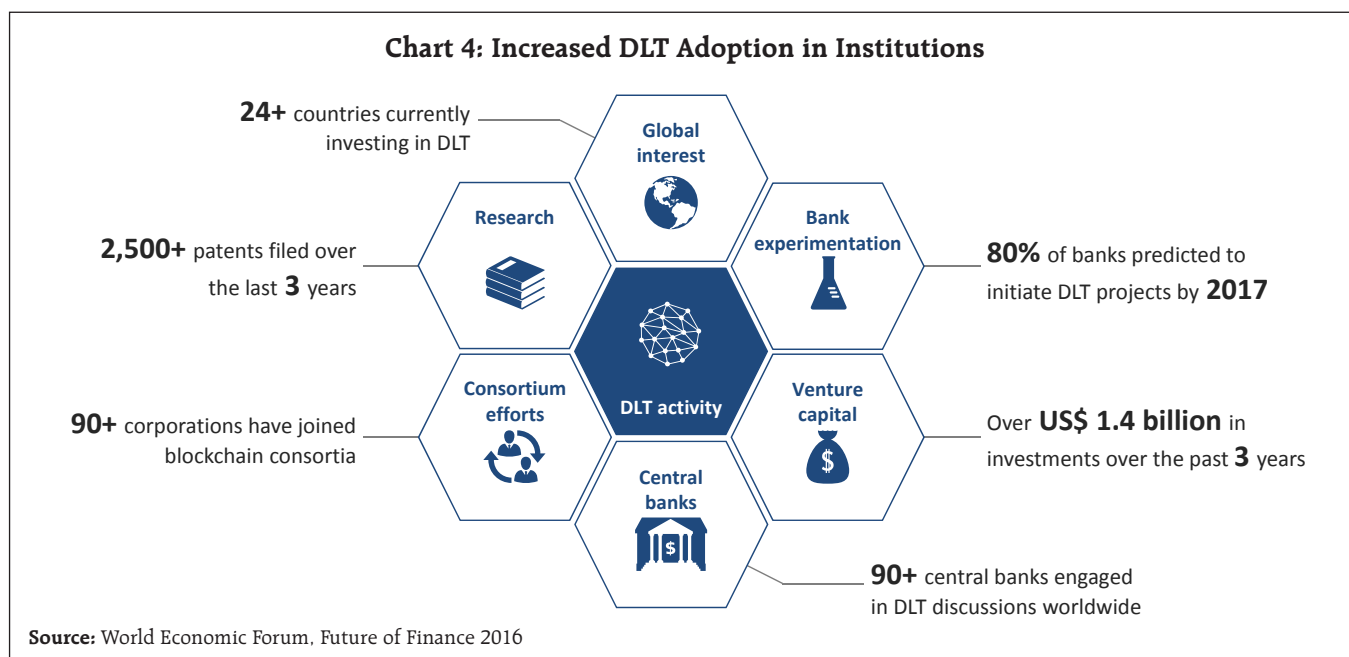 Chart 4: Increased DLT Adoption in Institutions
24+ countries currently
investing in DLT
Global
interest
Research
2,500+ patents filed over
the last 3 years
Bank
experimentation
80% of banks predicted to
initiate DLT projects by 2017
DLT activity
Consortium
efforts
90+ corporations have joined
blockchain consortia
Venture
capital
$
Over US$ 1.4 billion in
investments over the past 3 years
Central
banks
$
90+ central banks engaged
in DLT discussions worldwide
Source: World Economic Forum, Future of Finance 2016